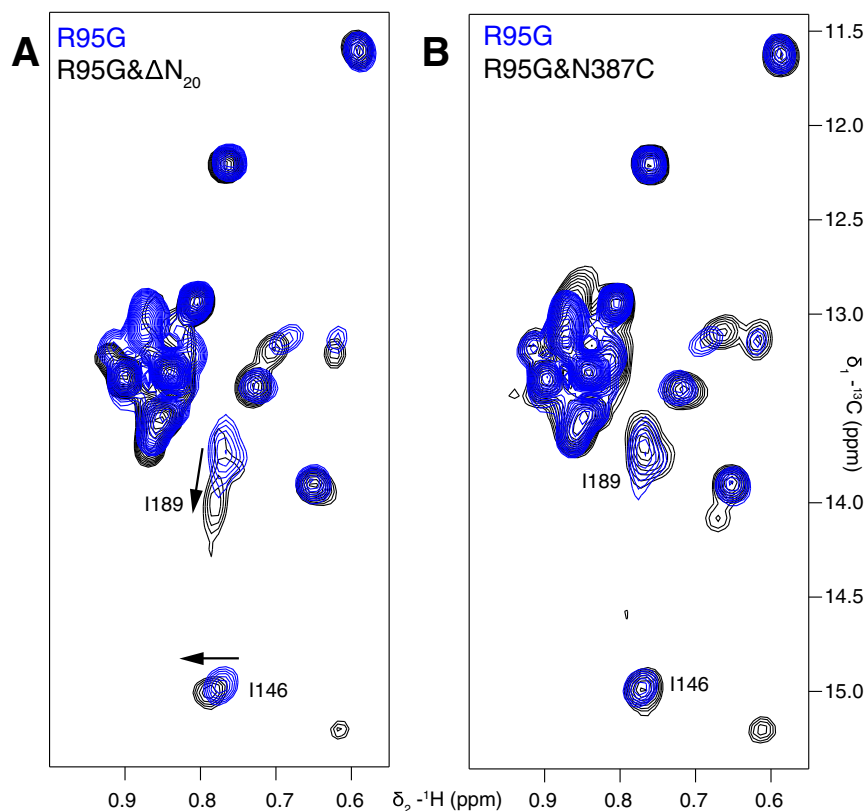 A
R95G
R95G&ΔN₂₀
I189
I146
0.9
0.8
0.7
0.6
B
R95G
R95G&N387C
I189
I146
0.9
0.8
0.7
0.6
δ₂ -¹H (ppm)
11.5
12.0
12.5
13.0
13.5
14.0
14.5
15.0
δ₁ -¹³C (ppm)